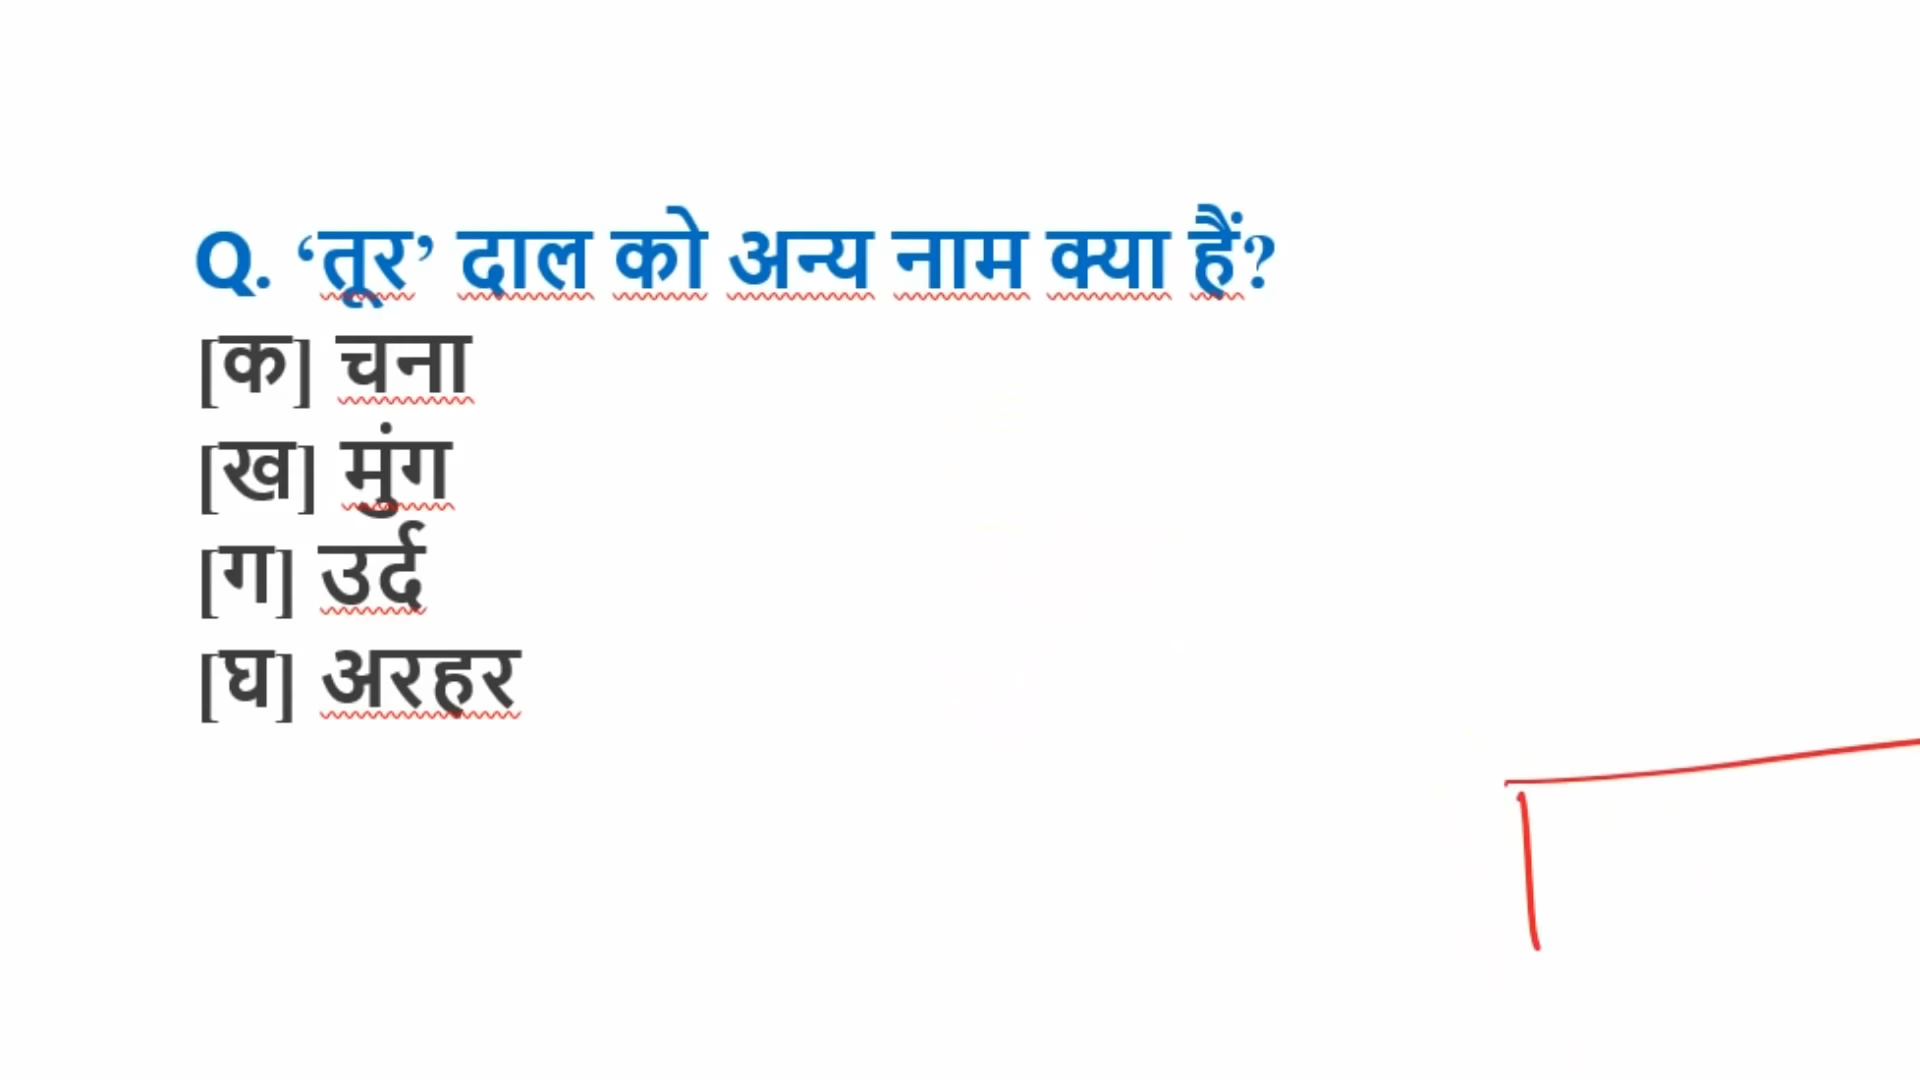 Q. ‘तूर’ दाल को अन्य नाम क्या हैं?
[क] चना
[ख] मुंग
[ग] उर्द
[घ] अरहर